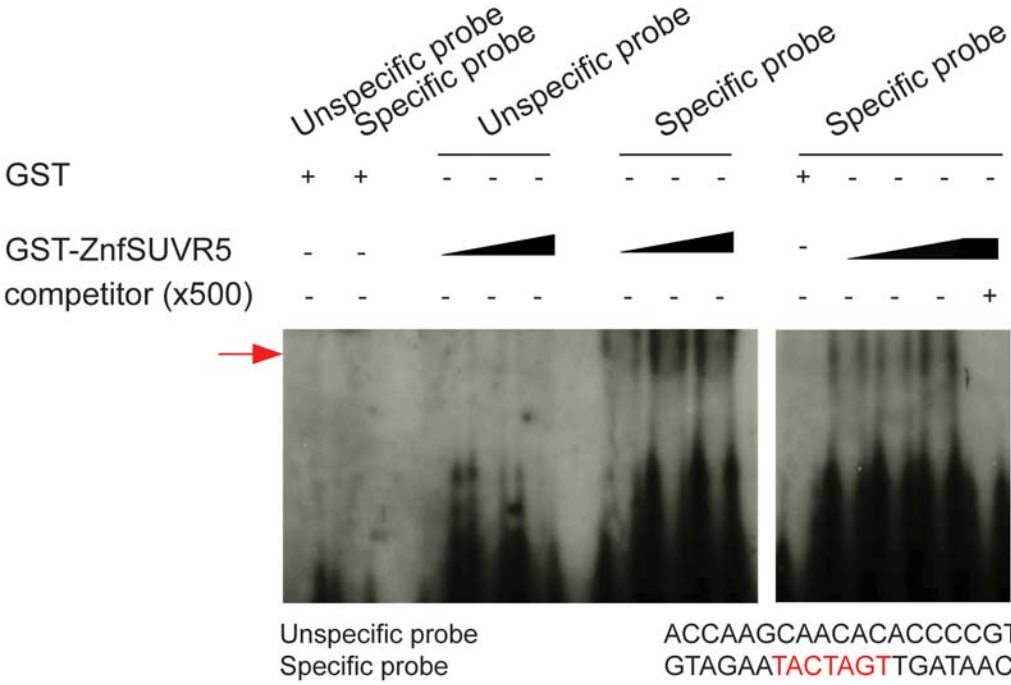 Unspecific probe
Specific probe
Unspecific probe
Specific probe
Specific probe
GST + + - - - - - - + - - - -
GST-ZnfSUVR5 - - -
competitor (x500) - - - - - - - - - - - - +
Unspecific probe ACCAAGCAACACACCCCGT
Specific probe GTAGAATACTAGTTGATAAC